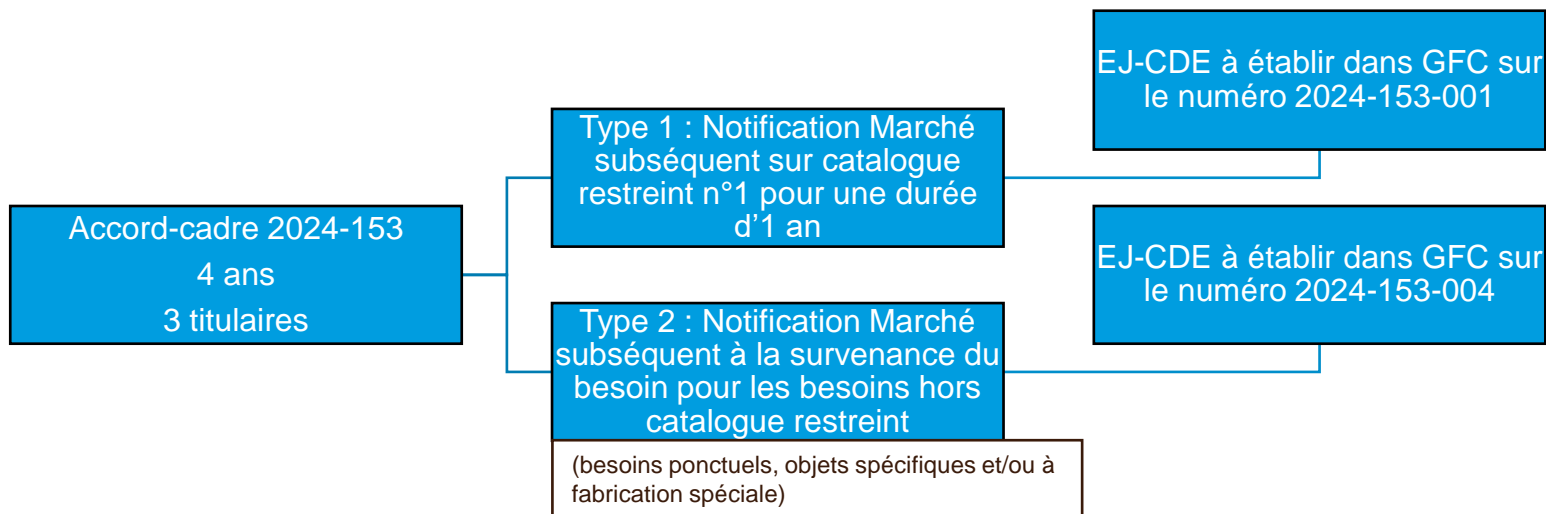 Accord-cadre 2024-153
4 ans
3 titulaires
Type 1 : Notification Marché
subséquent sur catalogue
restreint n°1 pour une durée
d’1 an
EJ-CDE à établir dans GFC sur
le numéro 2024-153-001
Type 2 : Notification Marché
subséquent à la survenance du
besoin pour les besoins hors
catalogue restreint
(besoins ponctuels, objets spécifiques et/ou à
fabrication spéciale)
EJ-CDE à établir dans GFC sur
le numéro 2024-153-004